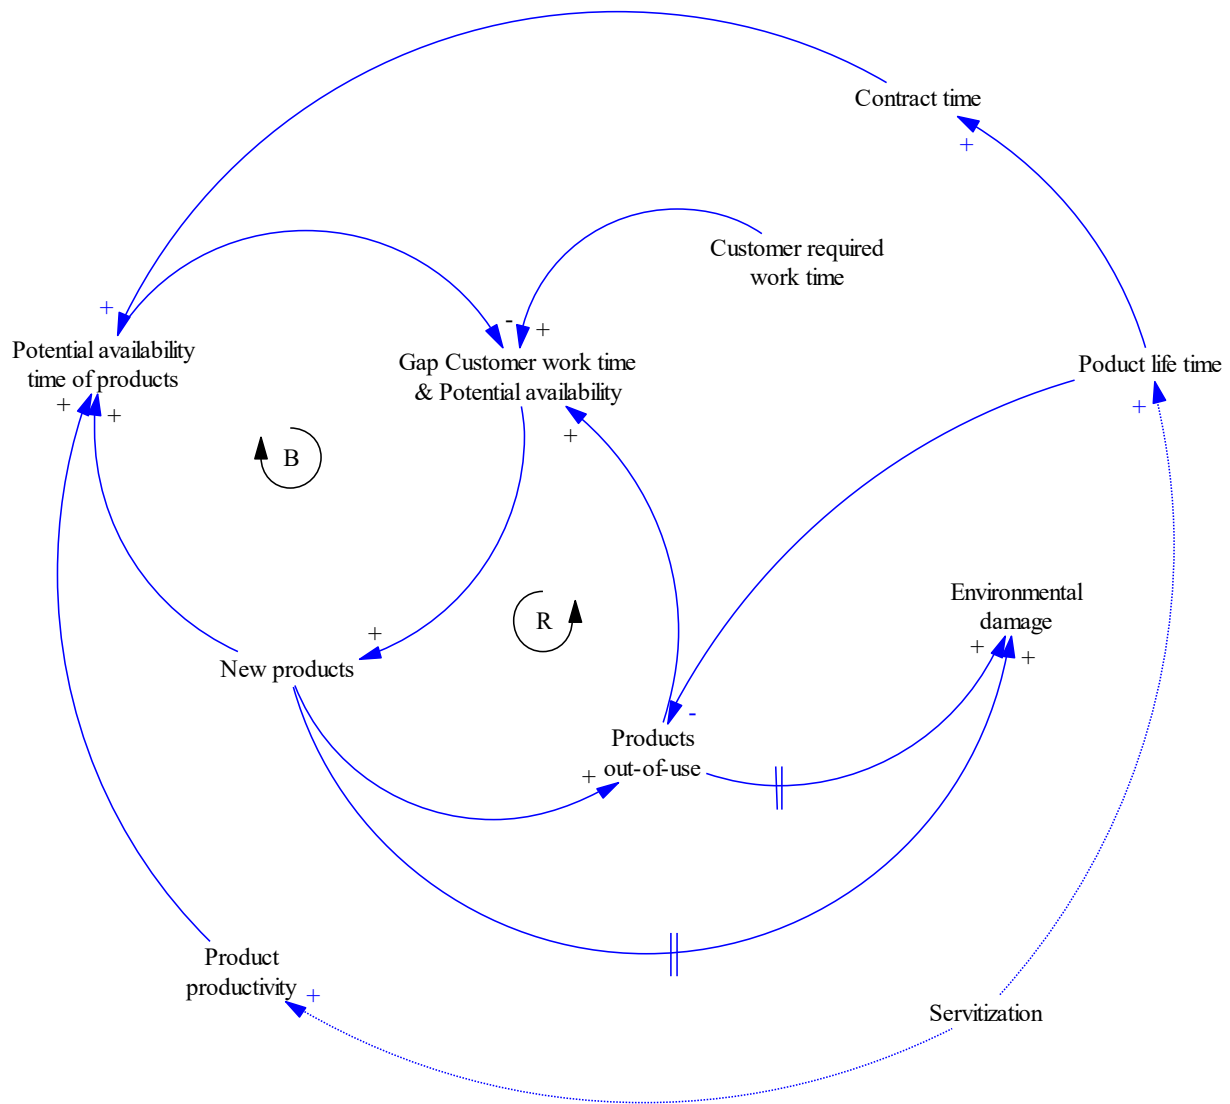 Contract time
+
Customer required
work time
+
-
+
Potential availability
time of products
Gap Customer work time
& Potential availability
Poduct life time
+
+
+
+
B
Environmental
damage
R
+
+
+
New products
-
Products
out-of-use
+
Product
productivity
+
Servitization